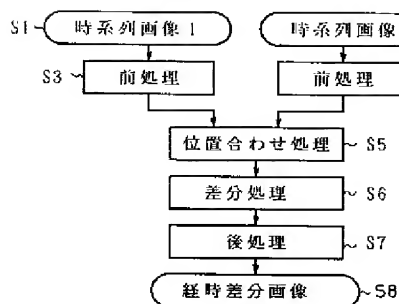 S1 時系列画像1 時系列画像
S3 前処理 前処理
位置合わせ処理 S5
差分処理 S6
後処理 S7
経時差分画像 S8